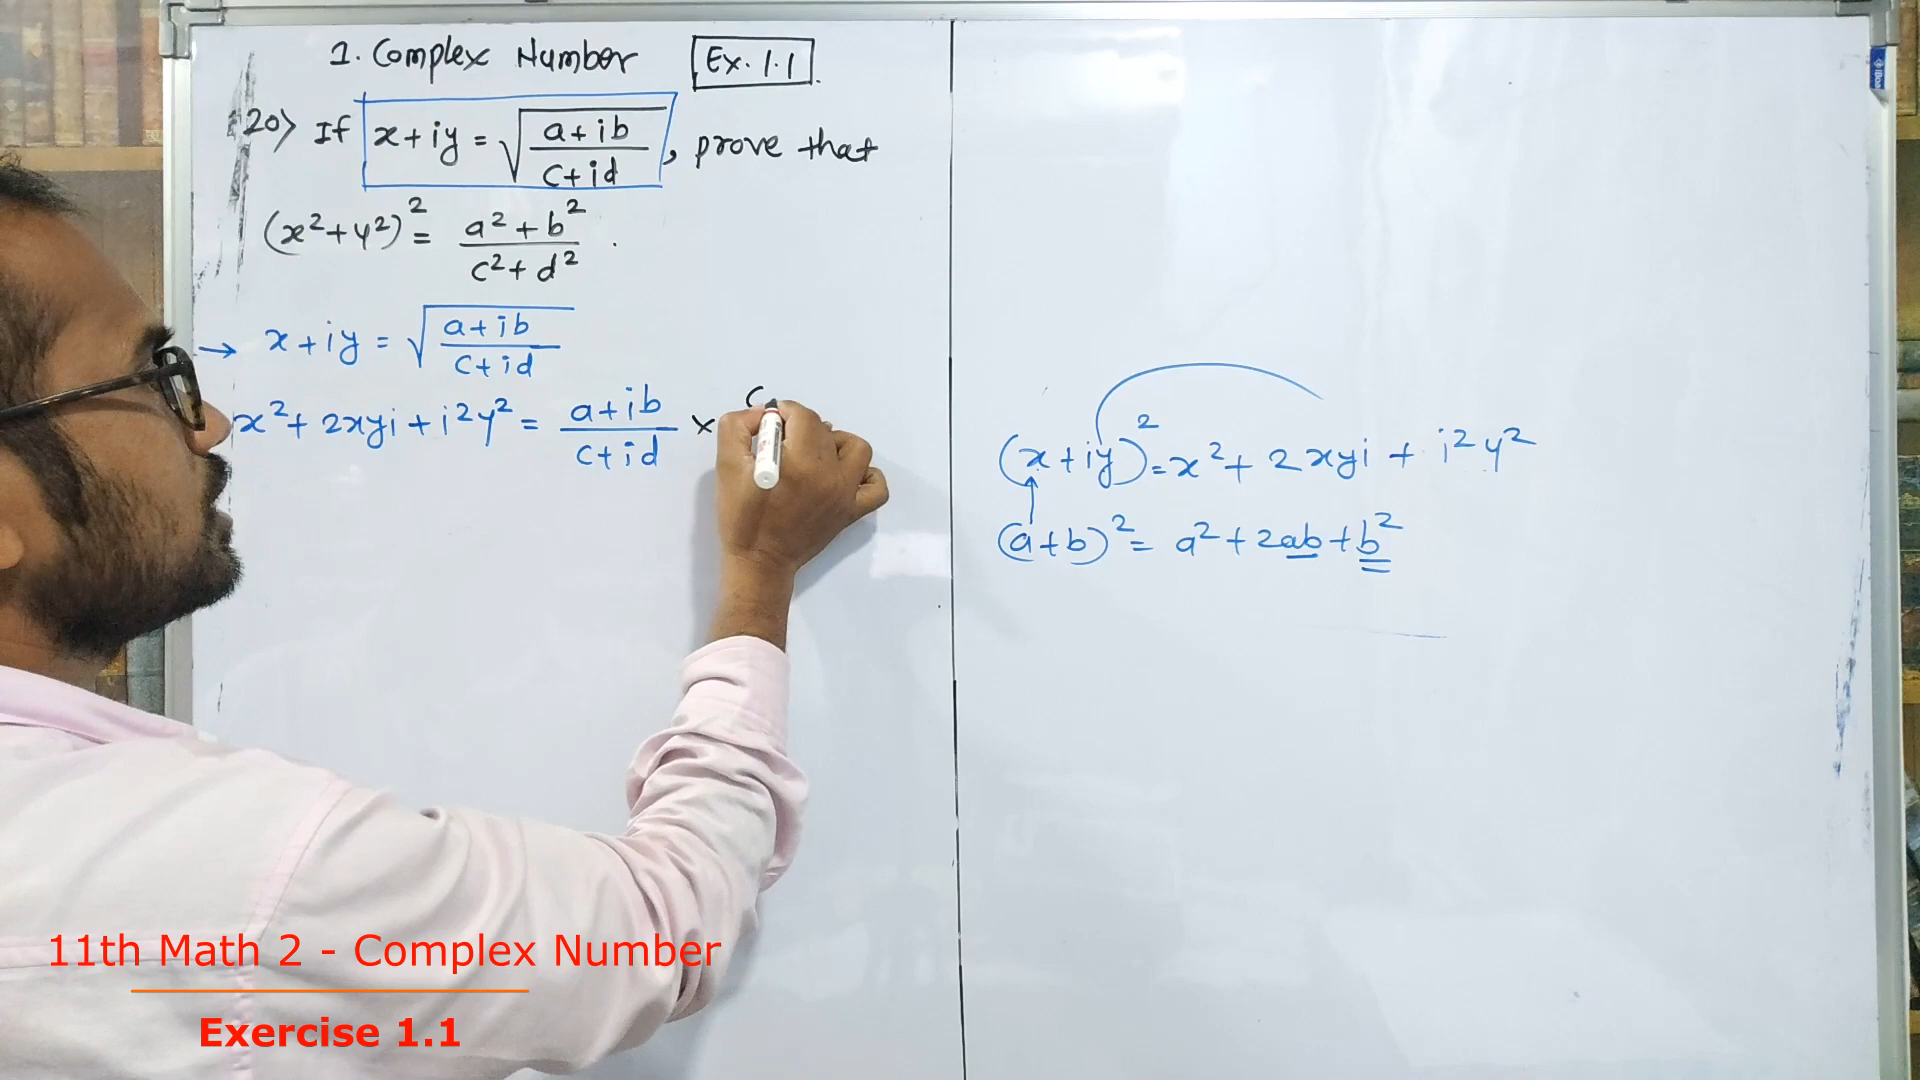 1. Complex Number Ex. 1.1
20> If x+iy = √(a+ib / c+id), prove that
(x²+y²)² = a²+b² / c²+d² .
→ x+iy = √(a+ib / c+id)
x²+2xyi+i²y² = a+ib / c+id × c
(x+iy)² = x²+2xyi+i²y²
(a+b)² = a²+2ab+b²
11th Math 2 - Complex Number
Exercise 1.1